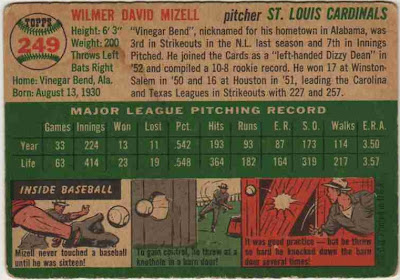 TOPPS
249
WILMER DAVID MIZELL pitcher ST. LOUIS CARDINALS
Height: 6' 3"
Weight: 200
Throws Left
Bats Right
Home: Vinegar Bend, Ala.
Born: August 13, 1930
"Vinegar Bend", nicknamed for his hometown in Alabama, was
3rd in Strikeouts in the N.L. last season and 7th in Innings
Pitched. He joined the Cards as a "left-handed Dizzy Dean" in
'52 and compiled a 10-8 rookie record. He won 17 at Winston-
Salem in '50 and 16 at Houston in '51, leading the Carolina
and Texas Leagues in Strikeouts with 227 and 257.
MAJOR LEAGUE PITCHING RECORD
Games Innings Won Lost Pct. Hits Runs E.R. S.O. Walks E.R.A.
Year 33 224 13 11 .542 193 93 87 173 114 3.50
Life 63 414 23 19 .547 364 182 164 319 217 3.57
INSIDE BASEBALL
Mizell never touched a baseball
until he was sixteen!
To gain control, he threw at a
knothole in a barn door!
It was good practice - but he threw
so hard he knocked down the barn
door several times!